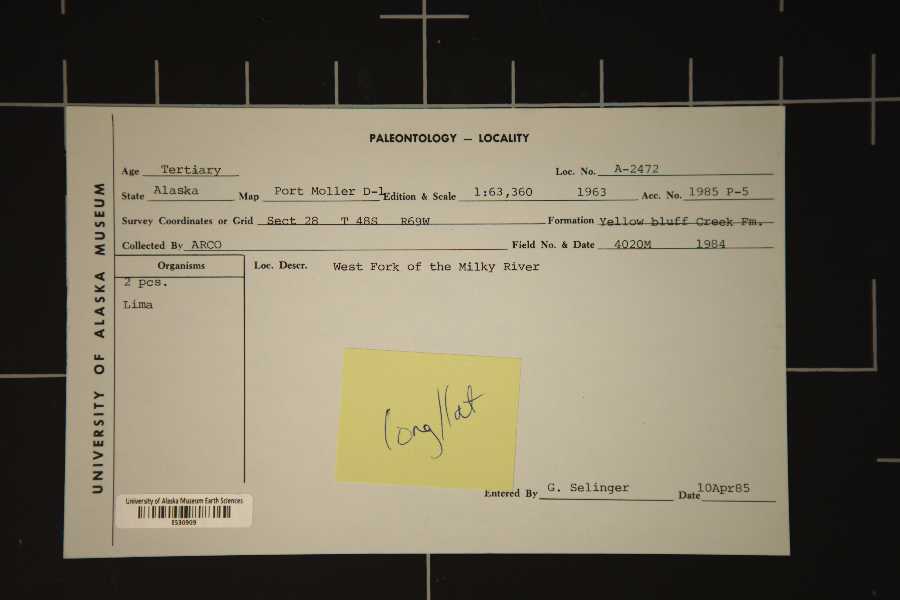 PALEONTOLOGY — LOCALITY
Age Tertiary Loc. No. A-2472
State Alaska Map Port Moller D-1 Edition & Scale 1:63,360 1963 Acc. No. 1985 P-5
Survey Coordinates or Grid Sect 28 T 48S R69W Formation Yellow bluff Creek Fm.
Collected By ARCO Field No. & Date 4020M 1984
Organisms Loc. Descr. West Fork of the Milky River
2 pcs.
Lima
long/lat
Entered By G. Selinger Date 10Apr85
University of Alaska Museum Earth Sciences
ES30909
UNIVERSITY OF ALASKA MUSEUM